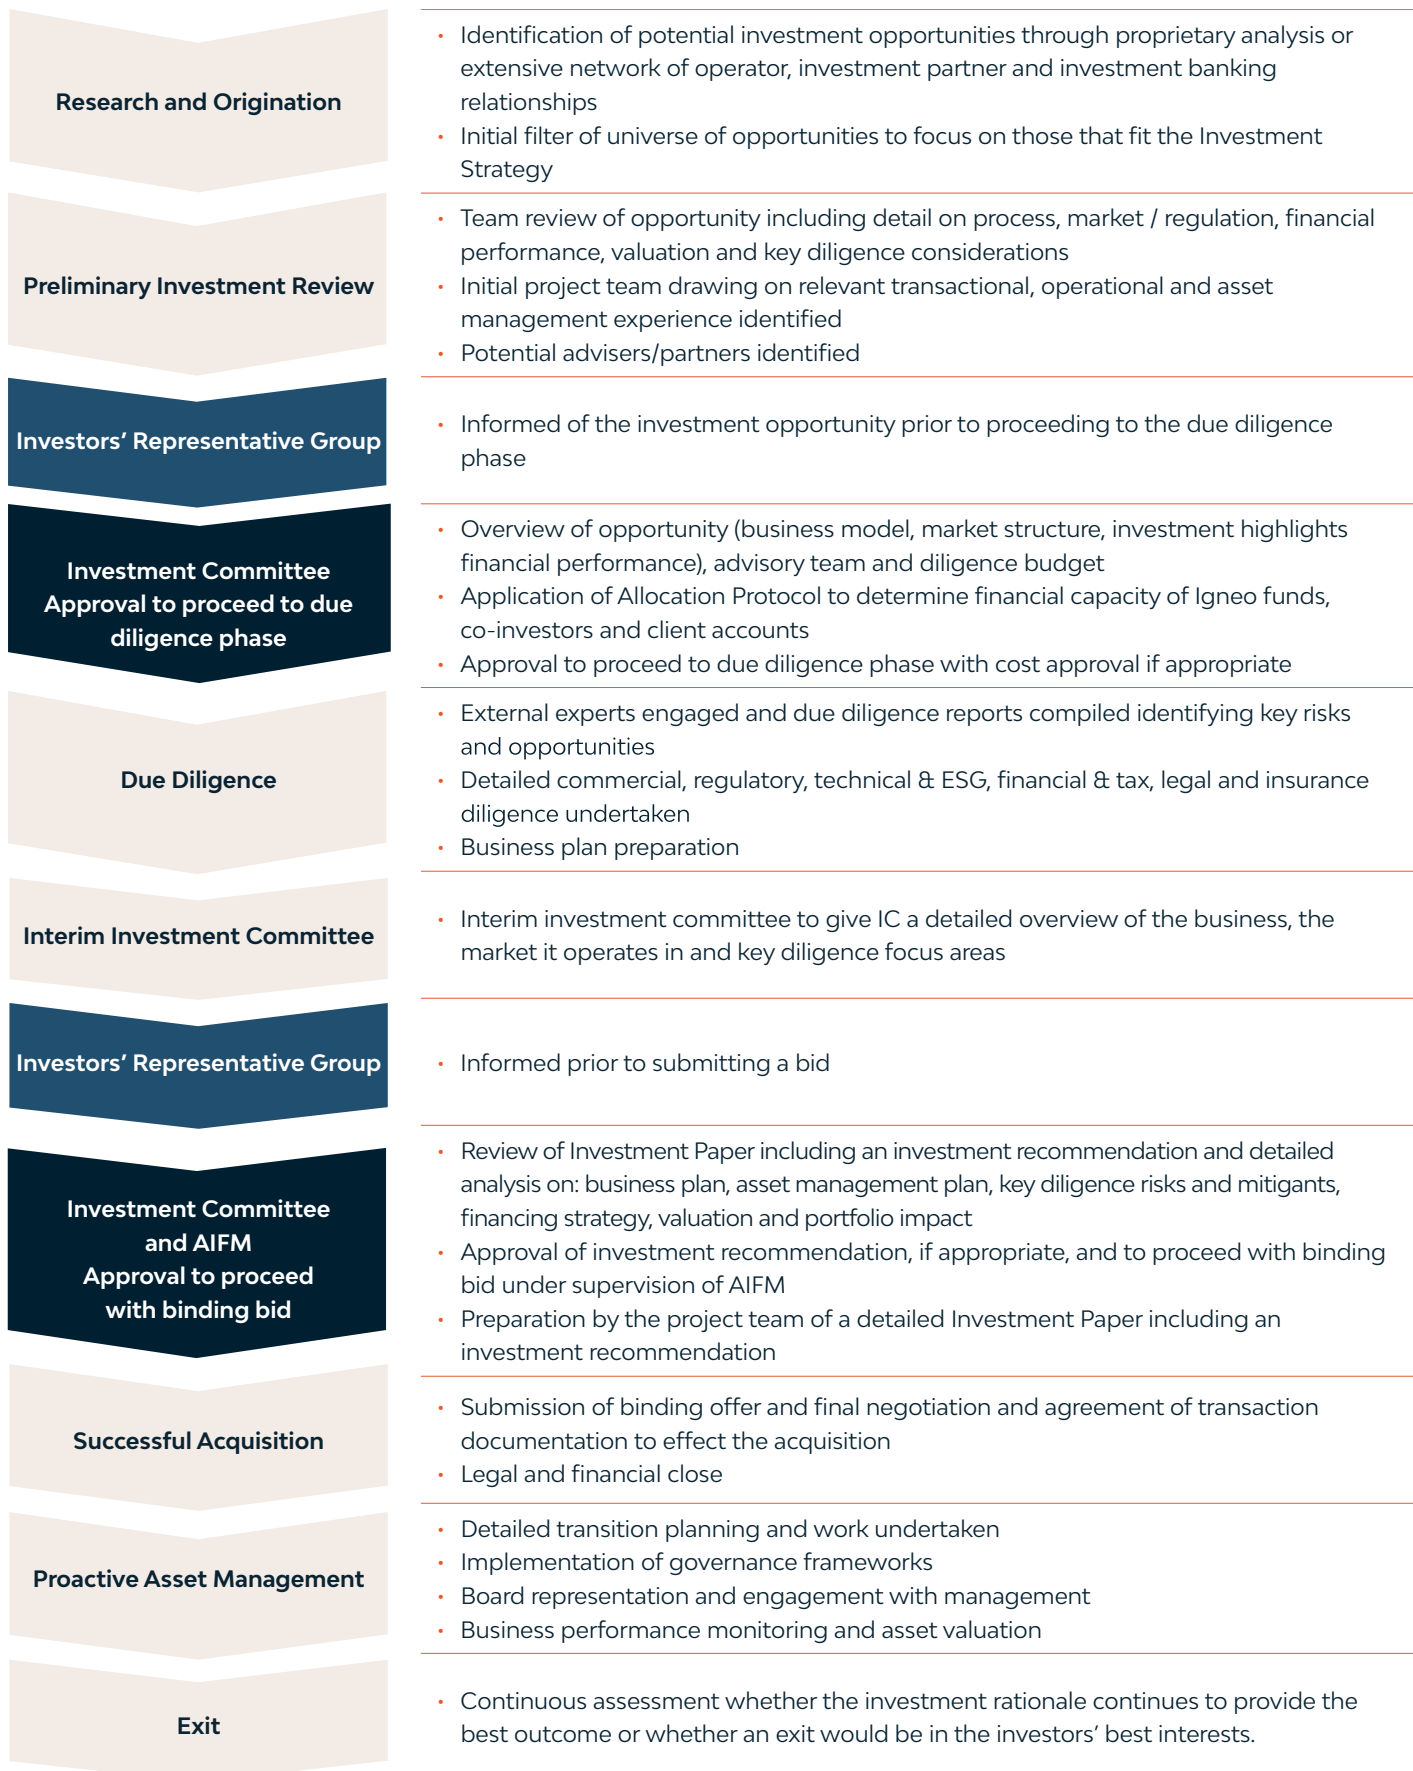 Research and Origination
• Identification of potential investment opportunities through proprietary analysis or
extensive network of operator, investment partner and investment banking
relationships
• Initial filter of universe of opportunities to focus on those that fit the Investment
Strategy
Preliminary Investment Review
• Team review of opportunity including detail on process, market / regulation, financial
performance, valuation and key diligence considerations
• Initial project team drawing on relevant transactional, operational and asset
management experience identified
• Potential advisers/partners identified
Investors’ Representative Group
• Informed of the investment opportunity prior to proceeding to the due diligence
phase
Investment Committee
Approval to proceed to due
diligence phase
• Overview of opportunity (business model, market structure, investment highlights
financial performance), advisory team and diligence budget
• Application of Allocation Protocol to determine financial capacity of Igneo funds,
co-investors and client accounts
• Approval to proceed to due diligence phase with cost approval if appropriate
Due Diligence
• External experts engaged and due diligence reports compiled identifying key risks
and opportunities
• Detailed commercial, regulatory, technical & ESG, financial & tax, legal and insurance
diligence undertaken
• Business plan preparation
Interim Investment Committee
• Interim investment committee to give IC a detailed overview of the business, the
market it operates in and key diligence focus areas
Investors’ Representative Group
• Informed prior to submitting a bid
Investment Committee
and AIFM
Approval to proceed
with binding bid
• Review of Investment Paper including an investment recommendation and detailed
analysis on: business plan, asset management plan, key diligence risks and mitigants,
financing strategy, valuation and portfolio impact
• Approval of investment recommendation, if appropriate, and to proceed with binding
bid under supervision of AIFM
• Preparation by the project team of a detailed Investment Paper including an
investment recommendation
Successful Acquisition
• Submission of binding offer and final negotiation and agreement of transaction
documentation to effect the acquisition
• Legal and financial close
Proactive Asset Management
• Detailed transition planning and work undertaken
• Implementation of governance frameworks
• Board representation and engagement with management
• Business performance monitoring and asset valuation
Exit
• Continuous assessment whether the investment rationale continues to provide the
best outcome or whether an exit would be in the investors’ best interests.